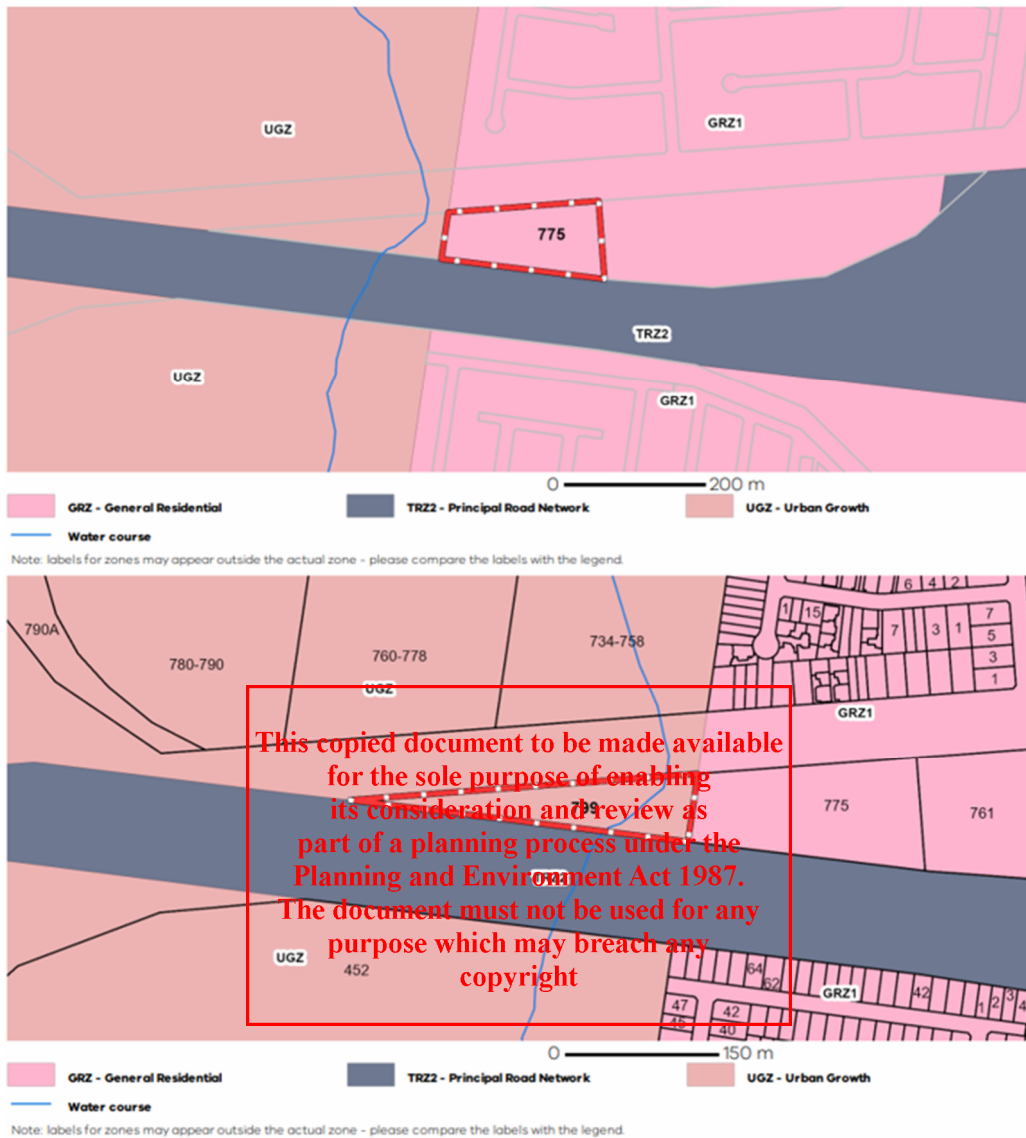 UGZ
GRZ1
775
TRZ2
UGZ
GRZ1
0 200 m
GRZ - General Residential TRZ2 - Principal Road Network UGZ - Urban Growth
Water course
Note: labels for zones may appear outside the actual zone - please compare the labels with the legend.
790A
780-790
760-778
734-758
UGZ
6 4 2
1 15 7 3 1 7
5
3
1
GRZ1
This copied document to be made available
for the sole purpose of enabling
its consideration and review as
part of a planning process under the
Planning and Environment Act 1987.
The document must not be used for any
purpose which may breach any
copyright
799
775
761
TRZ2
UGZ
452
64
62
GRZ1
42
1 2 3 4
47
45
42
40
0 150 m
GRZ - General Residential TRZ2 - Principal Road Network UGZ - Urban Growth
Water course
Note: labels for zones may appear outside the actual zone - please compare the labels with the legend.